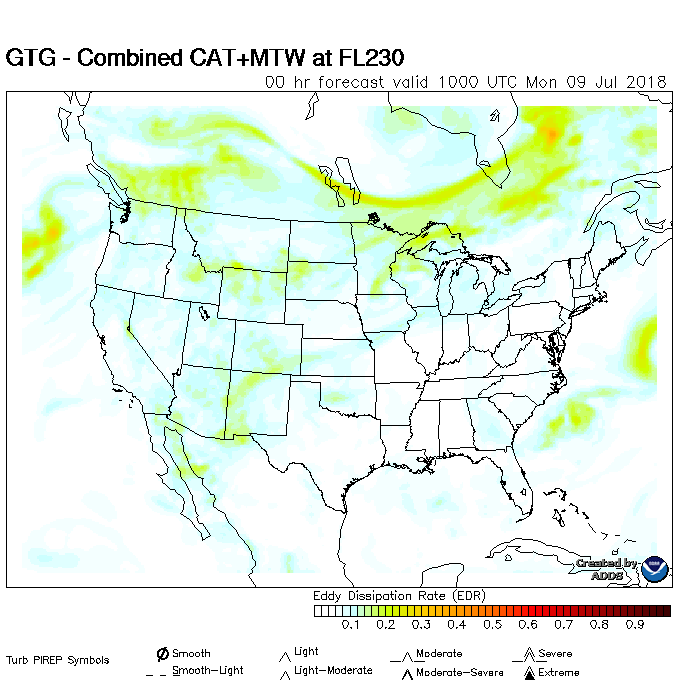 GTG - Combined CAT+MTW at FL230
00 hr forecast valid 1000 UTC Mon 09 Jul 2018
Created by
ADDS
Eddy Dissipation Rate (EDR)
0.1 0.2 0.3 0.4 0.5 0.6 0.7 0.8 0.9
Turb PIREP Symbols
Smooth Light Moderate Severe
Smooth-Light Light-Moderate Moderate-Severe Extreme